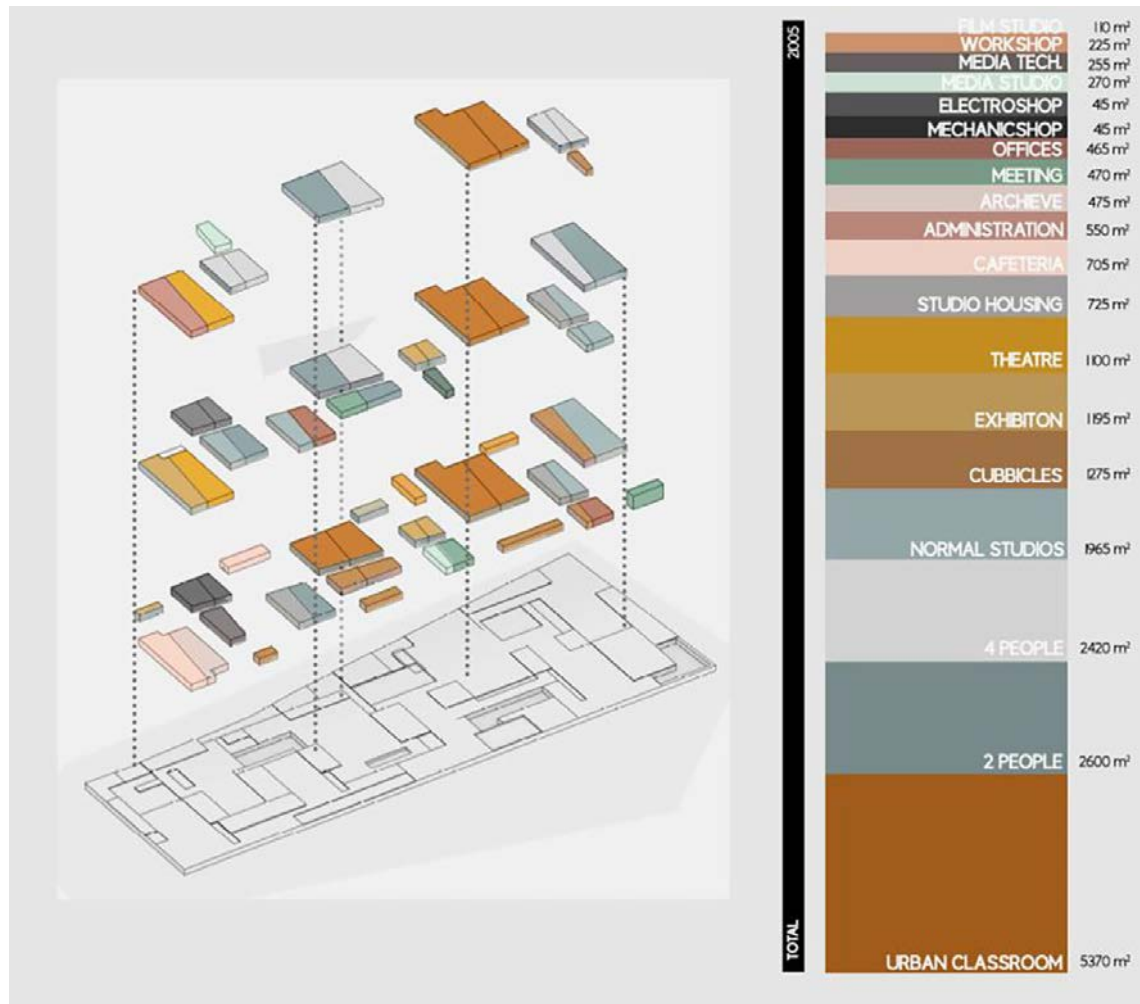 2005
FILM STUDIO 110 m²
WORKSHOP 225 m²
MEDIA TECH. 255 m²
MEDIA STUDIO 270 m²
ELECTROSHOP 415 m²
MECHANICSHOP 415 m²
OFFICES 465 m²
MEETING 470 m²
ARCHIEVE 475 m²
ADMINISTRATION 550 m²
CAFETERIA 705 m²
STUDIO HOUSING 725 m²
THEATRE 1100 m²
EXHIBITON 1195 m²
CUBBICLES 1275 m²
NORMAL STUDIOS 1965 m²
4 PEOPLE 2420 m²
2 PEOPLE 2600 m²
URBAN CLASSROOM 5370 m²
TOTAL